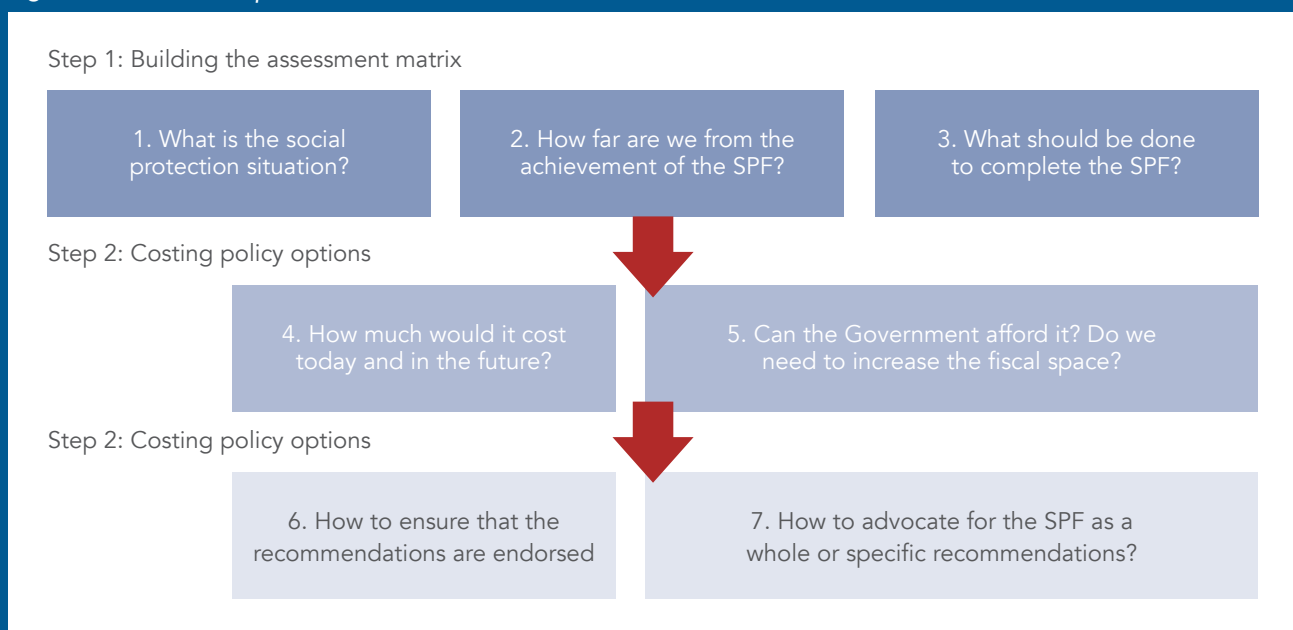 Step 1: Building the assessment matrix
1. What is the social
protection situation?
2. How far are we from the
achievement of the SPF?
3. What should be done
to complete the SPF?
Step 2: Costing policy options
4. How much would it cost
today and in the future?
5. Can the Government afford it? Do we
need to increase the fiscal space?
Step 2: Costing policy options
6. How to ensure that the
recommendations are endorsed
7. How to advocate for the SPF as a
whole or specific recommendations?